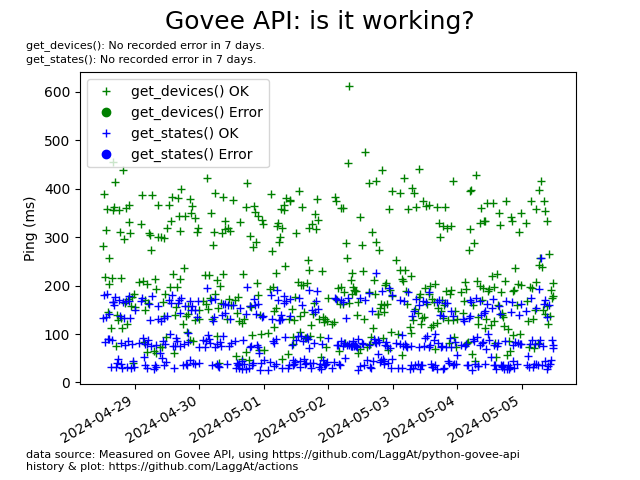 Govee API: is it working?
get_devices(): No recorded error in 7 days.
get_states(): No recorded error in 7 days.
get_devices() OK
get_devices() Error
get_states() OK
get_states() Error
Ping (ms)
600
500
400
300
200
100
0
2024-04-29
2024-04-30
2024-05-01
2024-05-02
2024-05-03
2024-05-04
2024-05-05
data source: Measured on Govee API, using https://github.com/LaggAt/python-govee-api
history & plot: https://github.com/LaggAt/actions